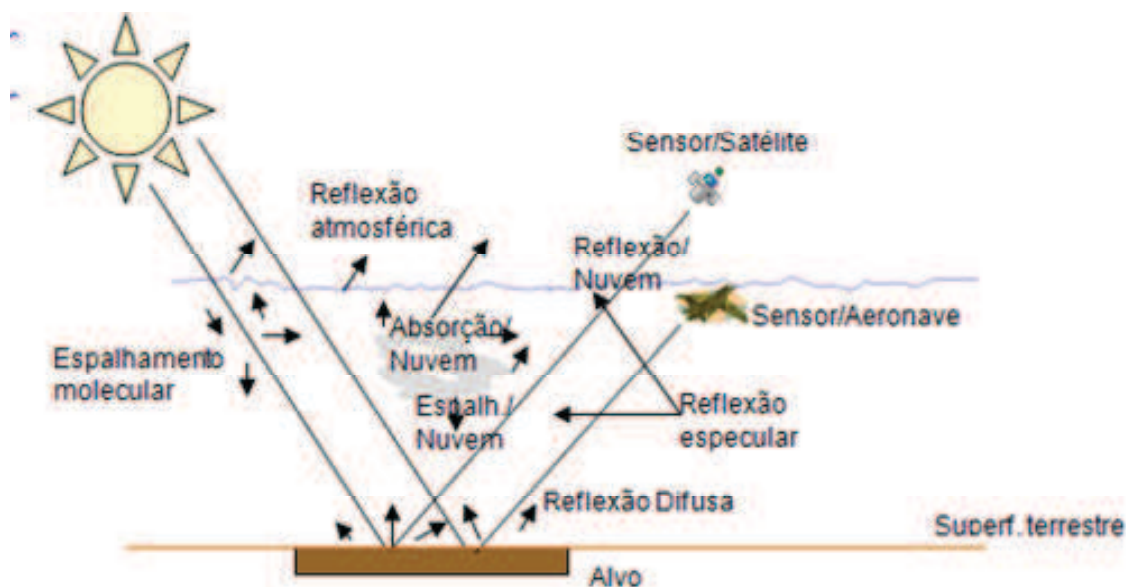 Sensor/Satélite
Reflexão
atmosférica
Reflexão/
Nuvem
Absorção/
Nuvem
Sensor/Aeronave
Espalhamento
molecular
Espalh./
Nuvem
Reflexão
especular
Reflexão Difusa
Superf. terrestre
Alvo